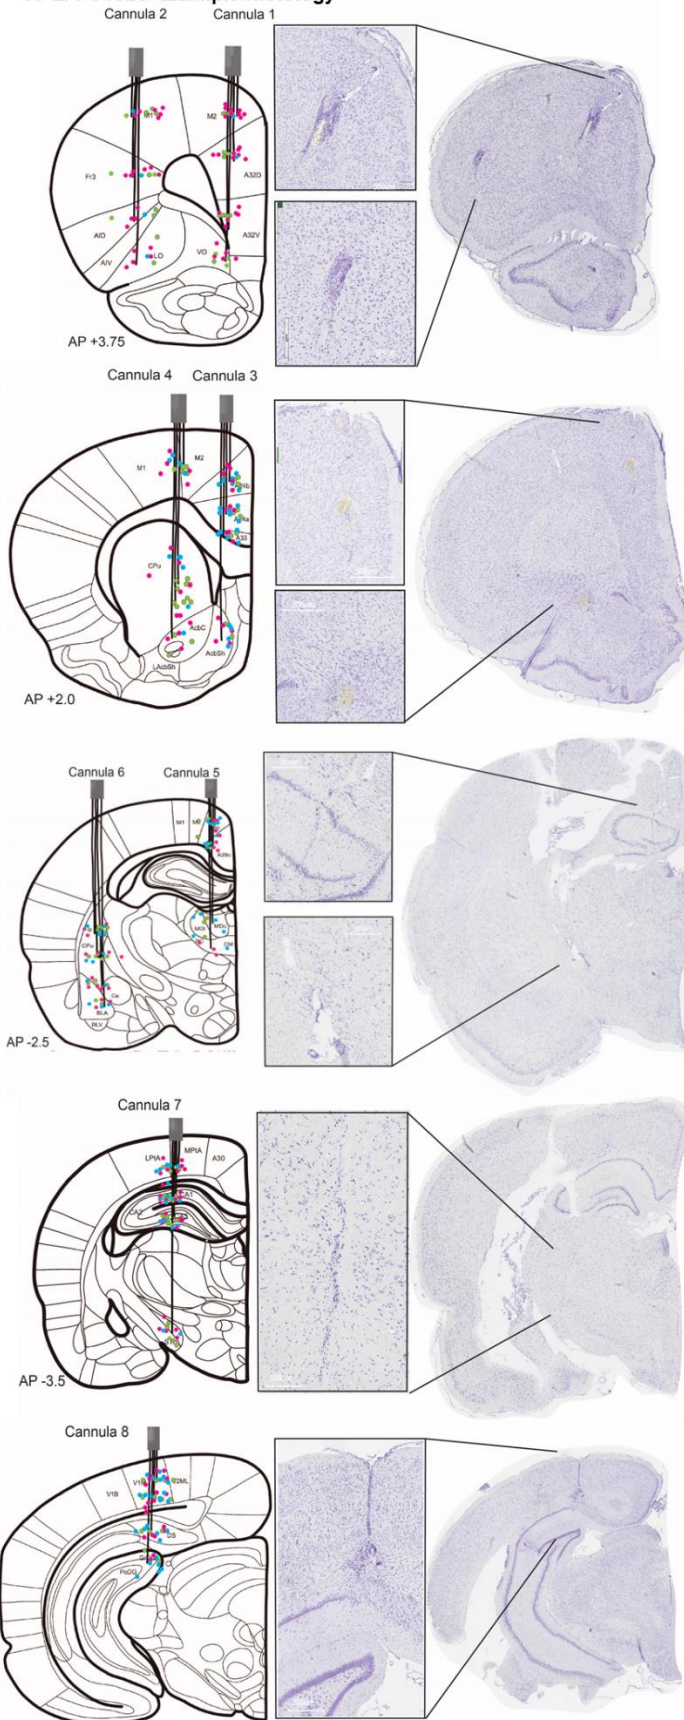 Cannula 2
Cannula 1
M1
M2
Fr3
A32D
AID
A32V
AIV
LO
VO
AP +3.75
Cannula 4
Cannula 3
M1
M2
A33
CPu
AcbC
AcbSh
LAcbSh
AP +2.0
Cannula 6
Cannula 5
M1
CPu
Ce
BLA
BLV
AP -2.5
Cannula 7
LPtA
MPtA
A30
CA1
CA2
AP -3.5
Cannula 8
V1B
DS
PoDG